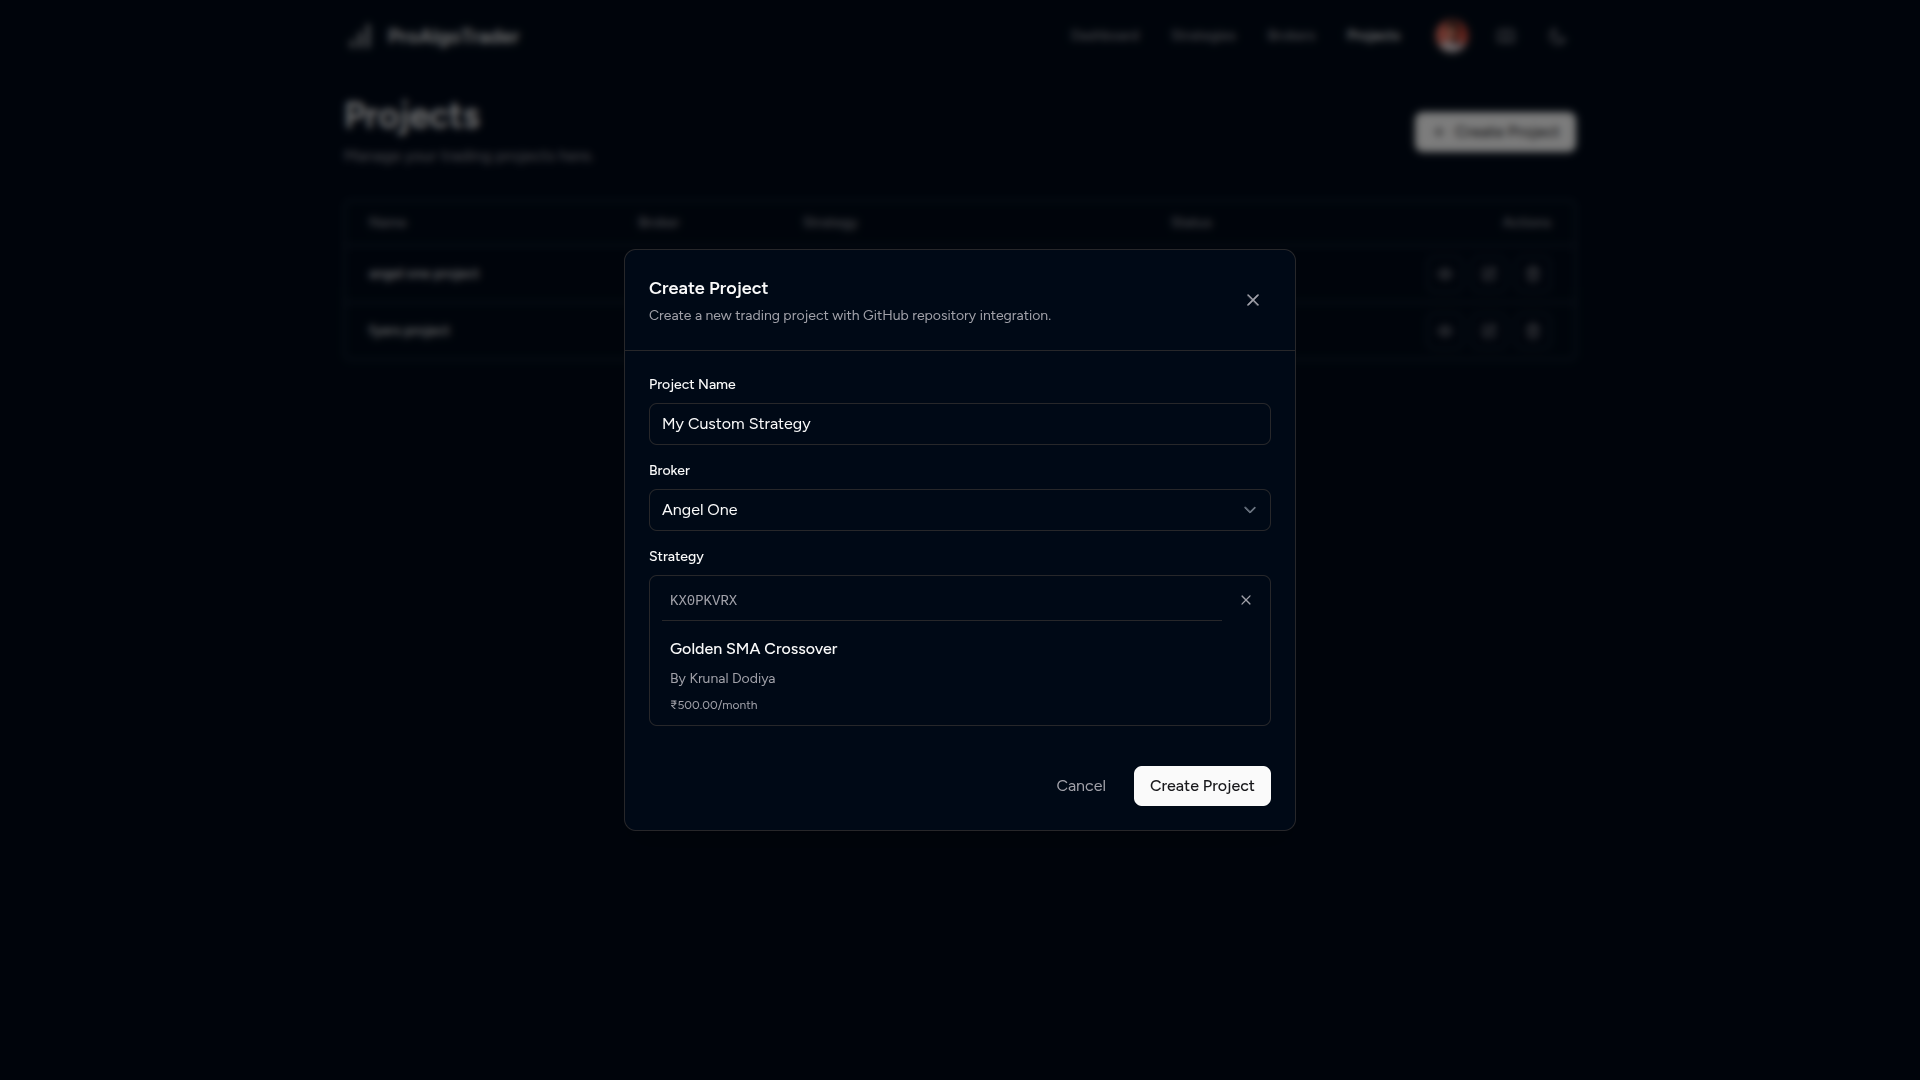 ProAlgoTrader
Dashboard Strategies Brokers Projects
Projects
Create Project
Manage your trading projects here.
Name Broker Strategy Status Actions
angel one project
fyers project
Create Project
Create a new trading project with GitHub repository integration.
Project Name
My Custom Strategy
Broker
Angel One
Strategy
KX0PKVRX
Golden SMA Crossover
By Krunal Dodiya
₹500.00/month
Cancel Create Project